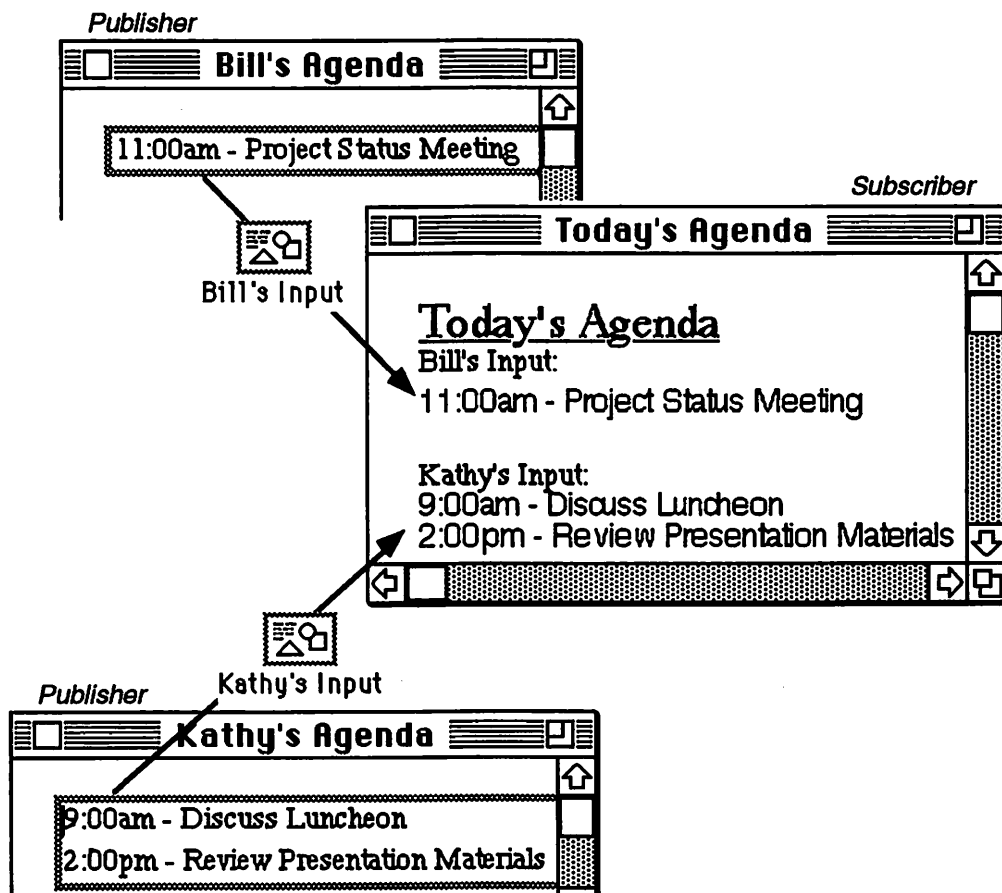 Publisher
Bill's Agenda
11:00am - Project Status Meeting
Bill's Input
Subscriber
Today's Agenda
Today's Agenda
Bill's Input:
11:00am - Project Status Meeting
Kathy's Input:
9:00am - Discuss Luncheon
2:00pm - Review Presentation Materials
Kathy's Input
Publisher
Kathy's Agenda
9:00am - Discuss Luncheon
2:00pm - Review Presentation Materials